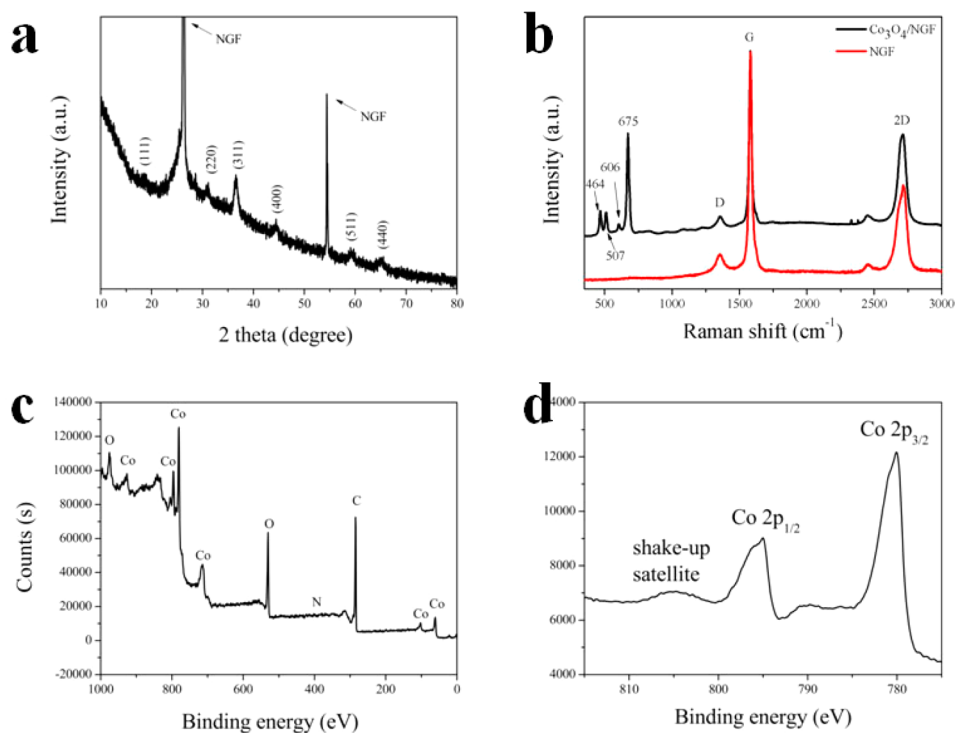 a
NGF
NGF
(111)
(220)
(311)
(400)
(511)
(440)
Intensity (a.u.)
10 20 30 40 50 60 70 80
2 theta (degree)
b
G
Co3O4/NGF
NGF
675
2D
606
464
D
507
Intensity (a.u.)
500 1000 1500 2000 2500 3000
Raman shift (cm-1)
c
140000
120000
100000
80000
60000
40000
20000
0
-20000
Counts (s)
O
Co
Co
Co
Co
O
N
C
Co
Co
1000 800 600 400 200 0
Binding energy (eV)
d
14000
12000
10000
8000
6000
4000
Co 2p3/2
Co 2p1/2
shake-up
satellite
810 800 790 780
Binding energy (eV)